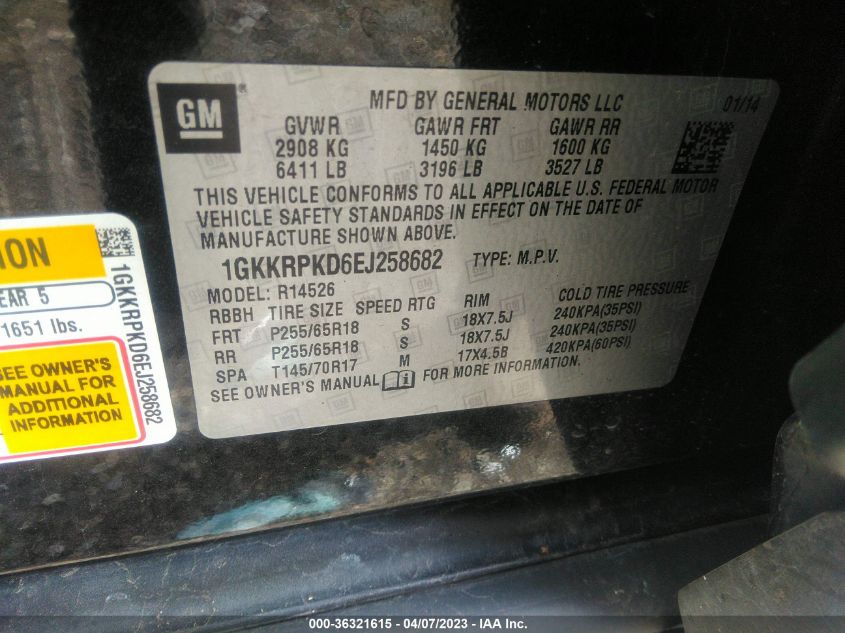 GM
MFD BY GENERAL MOTORS LLC 01/14
GVWR GAWR FRT GAWR RR
2908 KG 1450 KG 1600 KG
6411 LB 3196 LB 3527 LB
THIS VEHICLE CONFORMS TO ALL APPLICABLE U.S. FEDERAL MOTOR
VEHICLE SAFETY STANDARDS IN EFFECT ON THE DATE OF
MANUFACTURE SHOWN ABOVE.
1GKKRPKD6EJ258682 TYPE: M.P.V.
MODEL: R14526
RBBH TIRE SIZE SPEED RTG RIM COLD TIRE PRESSURE
FRT P255/65R18 S 18X7.5J 240KPA(35PSI)
RR P255/65R18 S 18X7.5J 240KPA(35PSI)
SPA T145/70R17 M 17X4.5B 420KPA(60PSI)
SEE OWNER'S MANUAL FOR MORE INFORMATION.
EAR 5
1651 lbs.
SEE OWNER'S
MANUAL FOR
ADDITIONAL
INFORMATION
1GKKRPKD6EJ258682
000-36321615 - 04/07/2023 - IAA Inc.